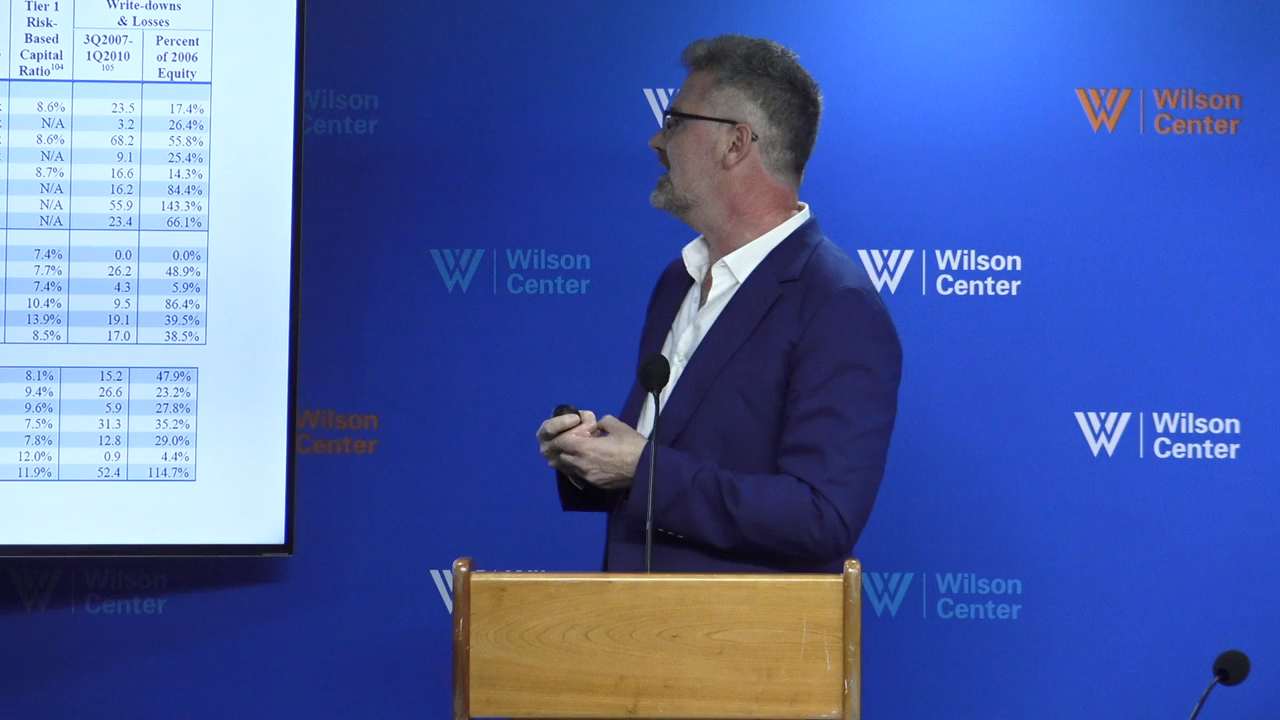 Tier 1
Risk-
Based
Capital
Ratio104
Write-downs
& Losses
3Q2007-
1Q2010
105
Percent
of 2006
Equity
8.6% 23.5 17.4%
N/A 3.2 26.4%
8.6% 68.2 55.8%
N/A 9.1 25.4%
8.7% 16.6 14.3%
N/A 16.2 84.4%
N/A 55.9 143.3%
N/A 23.4 66.1%
7.4% 0.0 0.0%
7.7% 26.2 48.9%
7.4% 4.3 5.9%
10.4% 9.5 86.4%
13.9% 19.1 39.5%
8.5% 17.0 38.5%
8.1% 15.2 47.9%
9.4% 26.6 23.2%
9.6% 5.9 27.8%
7.5% 31.3 35.2%
7.8% 12.8 29.0%
12.0% 0.9 4.4%
11.9% 52.4 114.7%
Wilson
Center
Wilson
Center
Wilson
Center
Wilson
Center
Wilson
Center
Wilson
Center
Wilson
Center
Wilson
Center